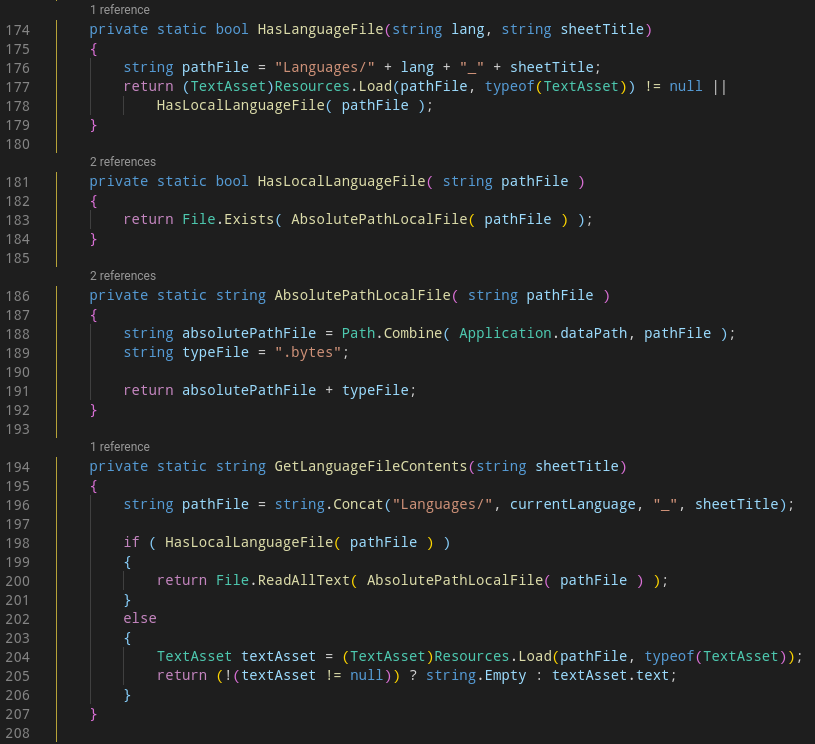 1 reference
174 private static bool HasLanguageFile(string lang, string sheetTitle)
175 {
176 string pathFile = "Languages/" + lang + "_" + sheetTitle;
177 return (TextAsset)Resources.Load(pathFile, typeof(TextAsset)) != null ||
178 HasLocalLanguageFile( pathFile );
179 }
180
2 references
181 private static bool HasLocalLanguageFile( string pathFile )
182 {
183 return File.Exists( AbsolutePathLocalFile( pathFile ) );
184 }
185
2 references
186 private static string AbsolutePathLocalFile( string pathFile )
187 {
188 string absolutePathFile = Path.Combine( Application.dataPath, pathFile );
189 string typeFile = ".bytes";
190
191 return absolutePathFile + typeFile;
192 }
193
1 reference
194 private static string GetLanguageFileContents(string sheetTitle)
195 {
196 string pathFile = string.Concat("Languages/", currentLanguage, "_", sheetTitle);
197
198 if ( HasLocalLanguageFile( pathFile ) )
199 {
200 return File.ReadAllText( AbsolutePathLocalFile( pathFile ) );
201 }
202 else
203 {
204 TextAsset textAsset = (TextAsset)Resources.Load(pathFile, typeof(TextAsset));
205 return (!(textAsset != null)) ? string.Empty : textAsset.text;
206 }
207 }
208